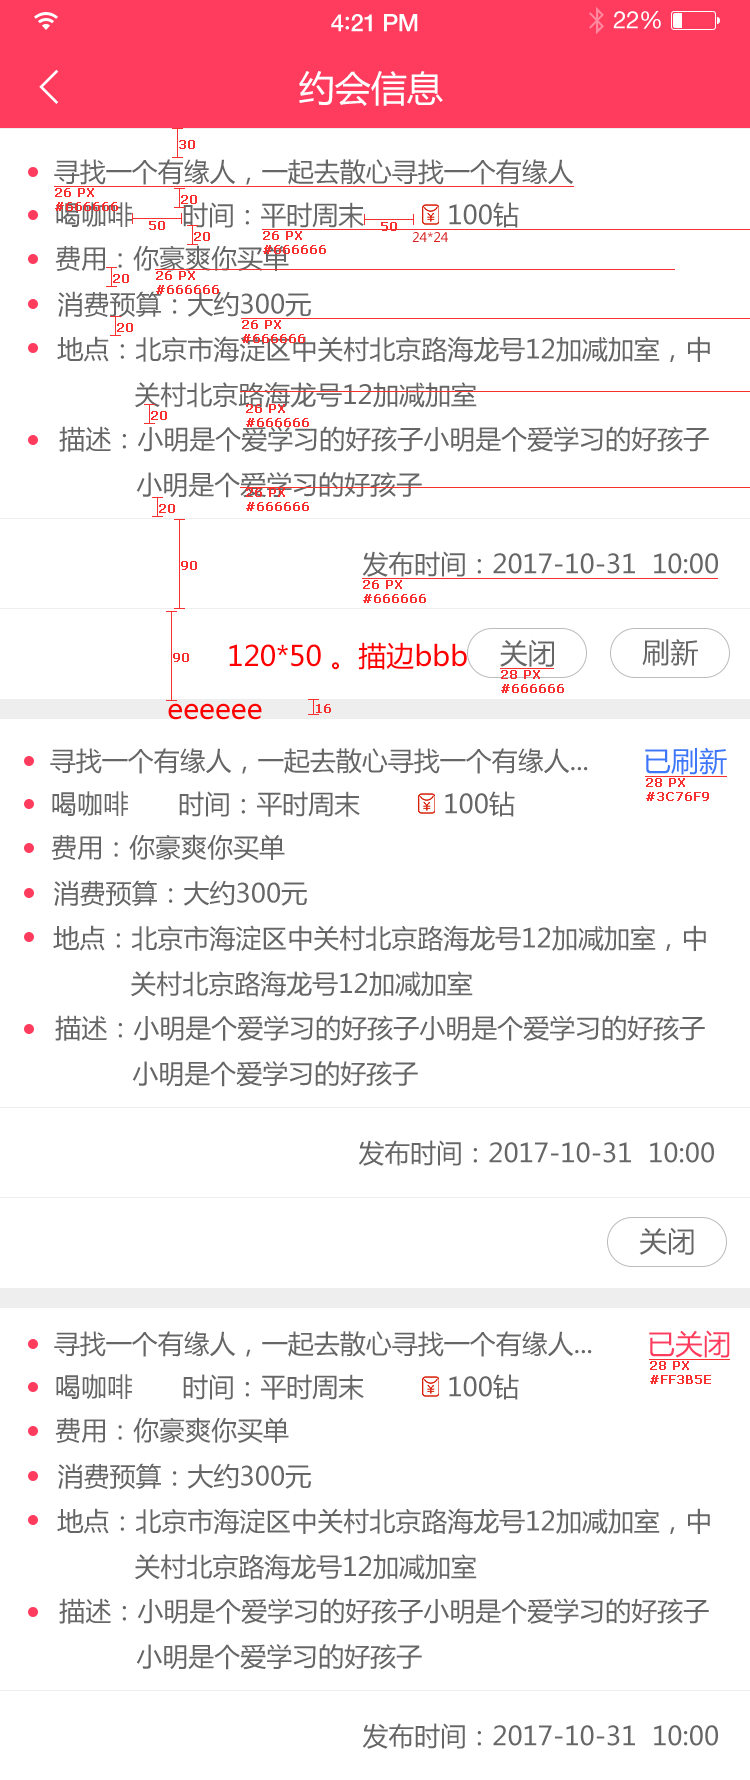 4:21 PM
22%
约会信息
30
寻找一个有缘人，一起去散心寻找一个有缘人
26 PX
#666666
20
喝咖啡 时间：平时周末 100钻
50
50
20
26 PX
#666666
24*24
费用：你豪爽你买单
20
26 PX
#666666
消费预算：大约300元
20
26 PX
#666666
地点：北京市海淀区中关村北京路海龙号12加减加室，中
关村北京路海龙号12加减加室
20
26 PX
#666666
描述：小明是个爱学习的好孩子小明是个爱学习的好孩子
小明是个爱学习的好孩子
20
26 PX
#666666
90
发布时间：2017-10-31 10:00
26 PX
#666666
90
120*50 。描边bbb
关闭 刷新
28 PX
#666666
eeeeee
16
寻找一个有缘人，一起去散心寻找一个有缘人... 已刷新
28 PX
#3C76F9
喝咖啡 时间：平时周末 100钻
费用：你豪爽你买单
消费预算：大约300元
地点：北京市海淀区中关村北京路海龙号12加减加室，中
关村北京路海龙号12加减加室
描述：小明是个爱学习的好孩子小明是个爱学习的好孩子
小明是个爱学习的好孩子
发布时间：2017-10-31 10:00
关闭
寻找一个有缘人，一起去散心寻找一个有缘人... 已关闭
28 PX
#FF3B5E
喝咖啡 时间：平时周末 100钻
费用：你豪爽你买单
消费预算：大约300元
地点：北京市海淀区中关村北京路海龙号12加减加室，中
关村北京路海龙号12加减加室
描述：小明是个爱学习的好孩子小明是个爱学习的好孩子
小明是个爱学习的好孩子
发布时间：2017-10-31 10:00